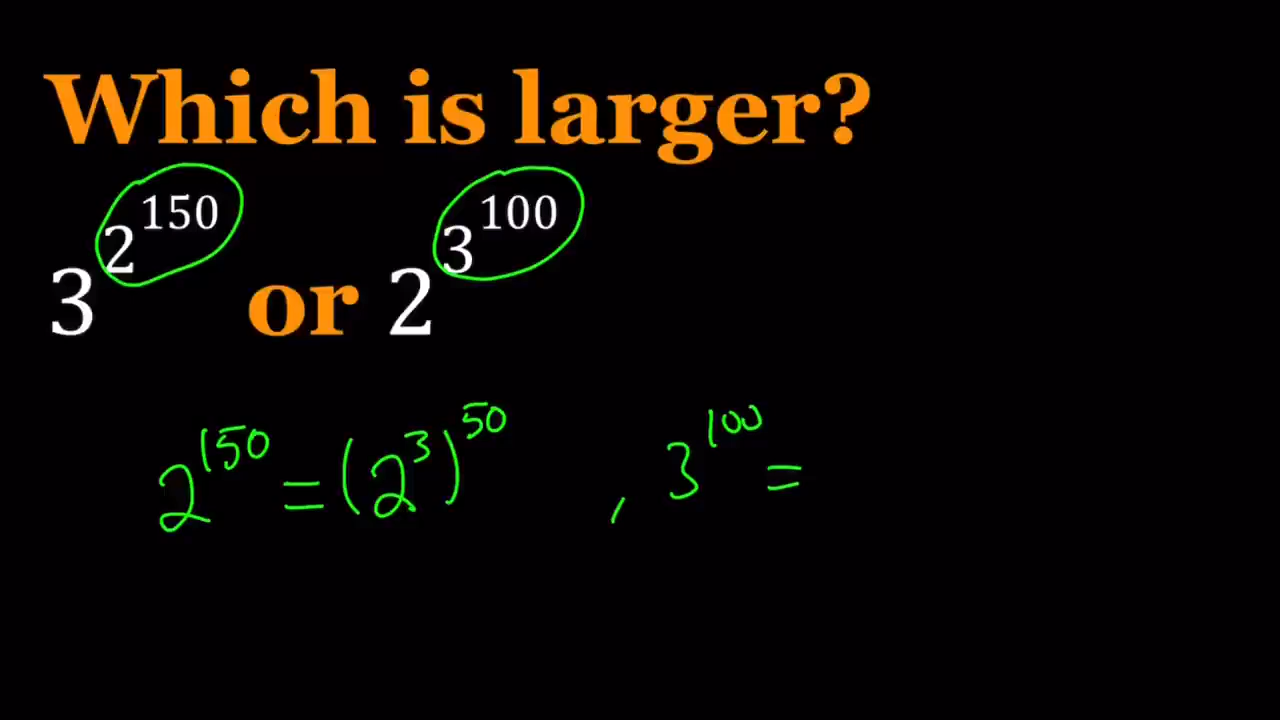 Which is larger?
3^{2^{150}} or 2^{3^{100}}
2^{150} = (2^3)^{50} , 3^{100} =